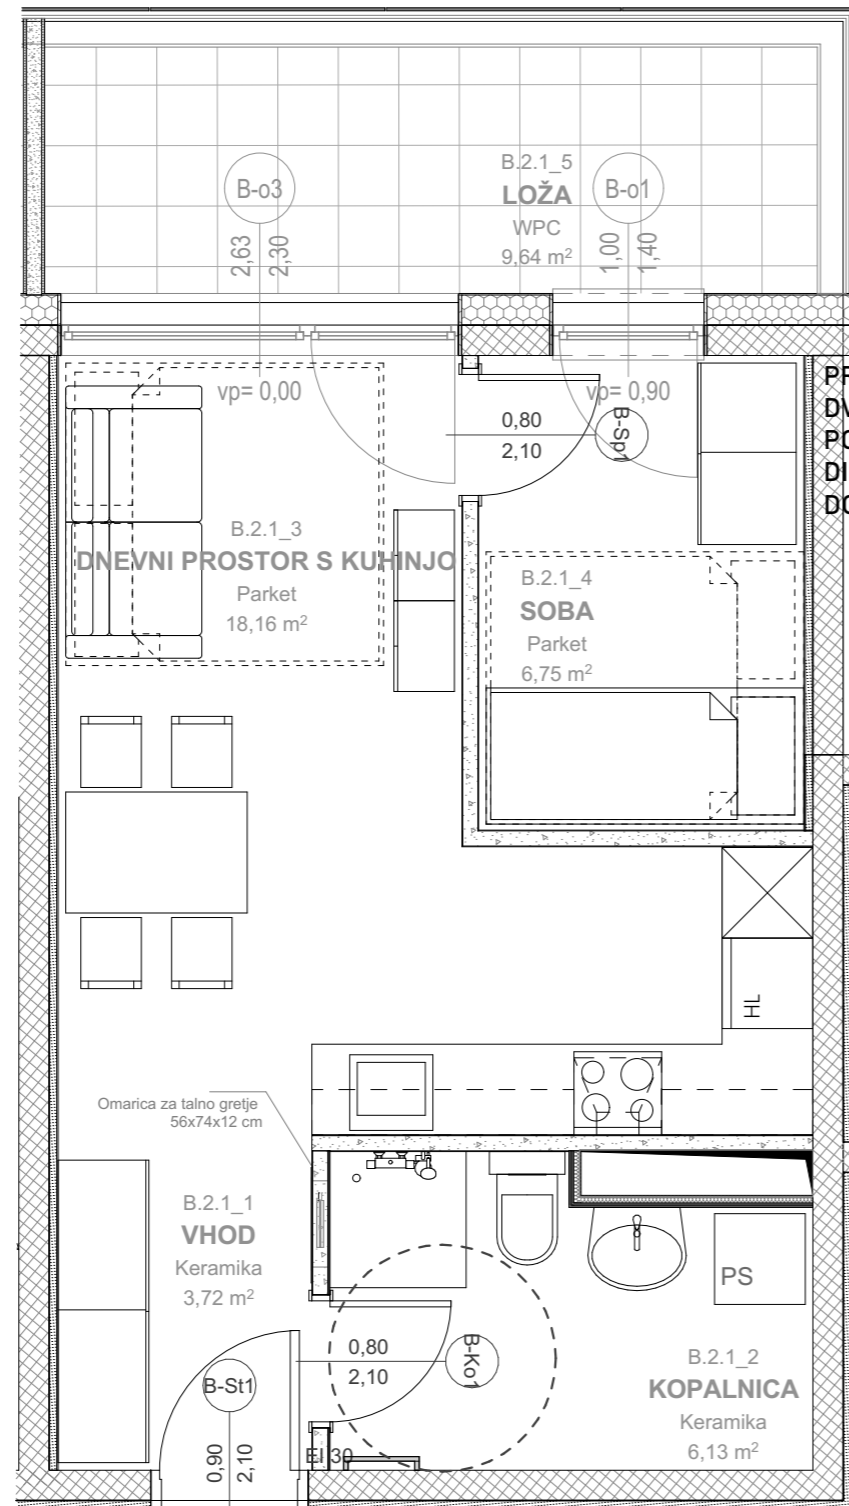 B.2.1_5
LOŽA
WPC
9,64 m²
B-o3
2,63
2,30
vp= 0,00
B-o1
1,00
1,40
vp= 0,90
0,80
2,10
B-Sp1
DI
B.2.1_3
DNEVNI PROSTOR S KUHINJO
Parket
18,16 m²
B.2.1_4
SOBA
Parket
6,75 m²
HL
Omarica za talno gretje
56x74x12 cm
B.2.1_1
VHOD
Keramika
3,72 m²
PS
0,80
2,10
B-Ko1
B.2.1_2
KOPALNICA
Keramika
6,13 m²
B-St1
0,90
2,10
EI 30